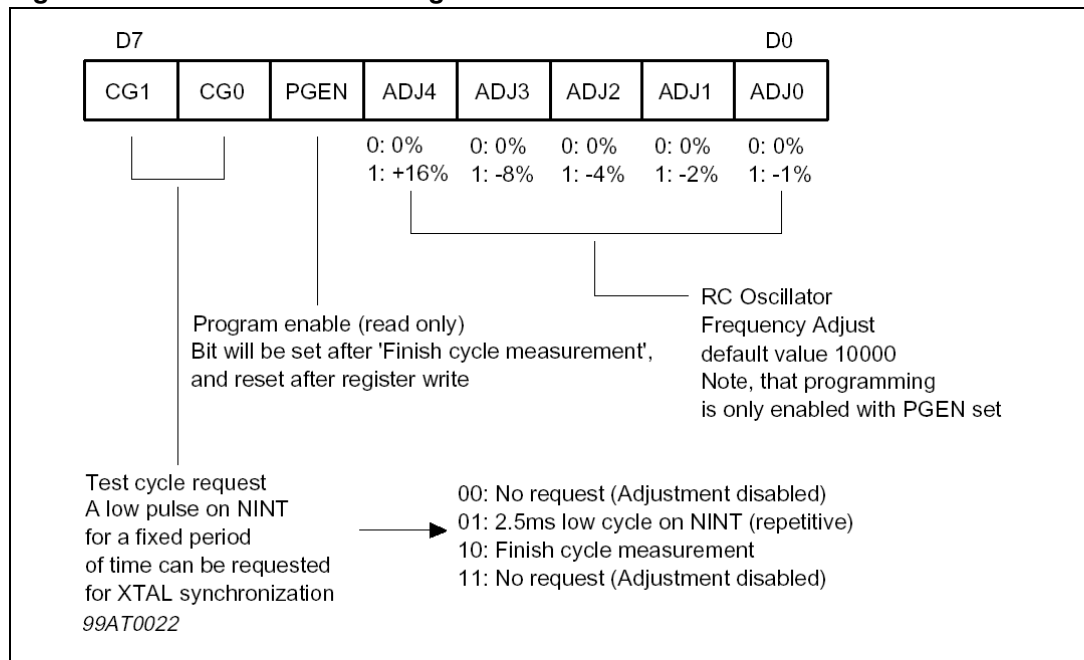 D7 D0
CG1 CG0 PGEN ADJ4 ADJ3 ADJ2 ADJ1 ADJ0
0: 0% 0: 0% 0: 0% 0: 0% 0: 0%
1: +16% 1: -8% 1: -4% 1: -2% 1: -1%
RC Oscillator
Frequency Adjust
default value 10000
Note, that programming
is only enabled with PGEN set
Program enable (read only)
Bit will be set after 'Finish cycle measurement',
and reset after register write
Test cycle request
A low pulse on NINT
for a fixed period
of time can be requested
for XTAL synchronization
00: No request (Adjustment disabled)
01: 2.5ms low cycle on NINT (repetitive)
10: Finish cycle measurement
11: No request (Adjustment disabled)
99AT0022